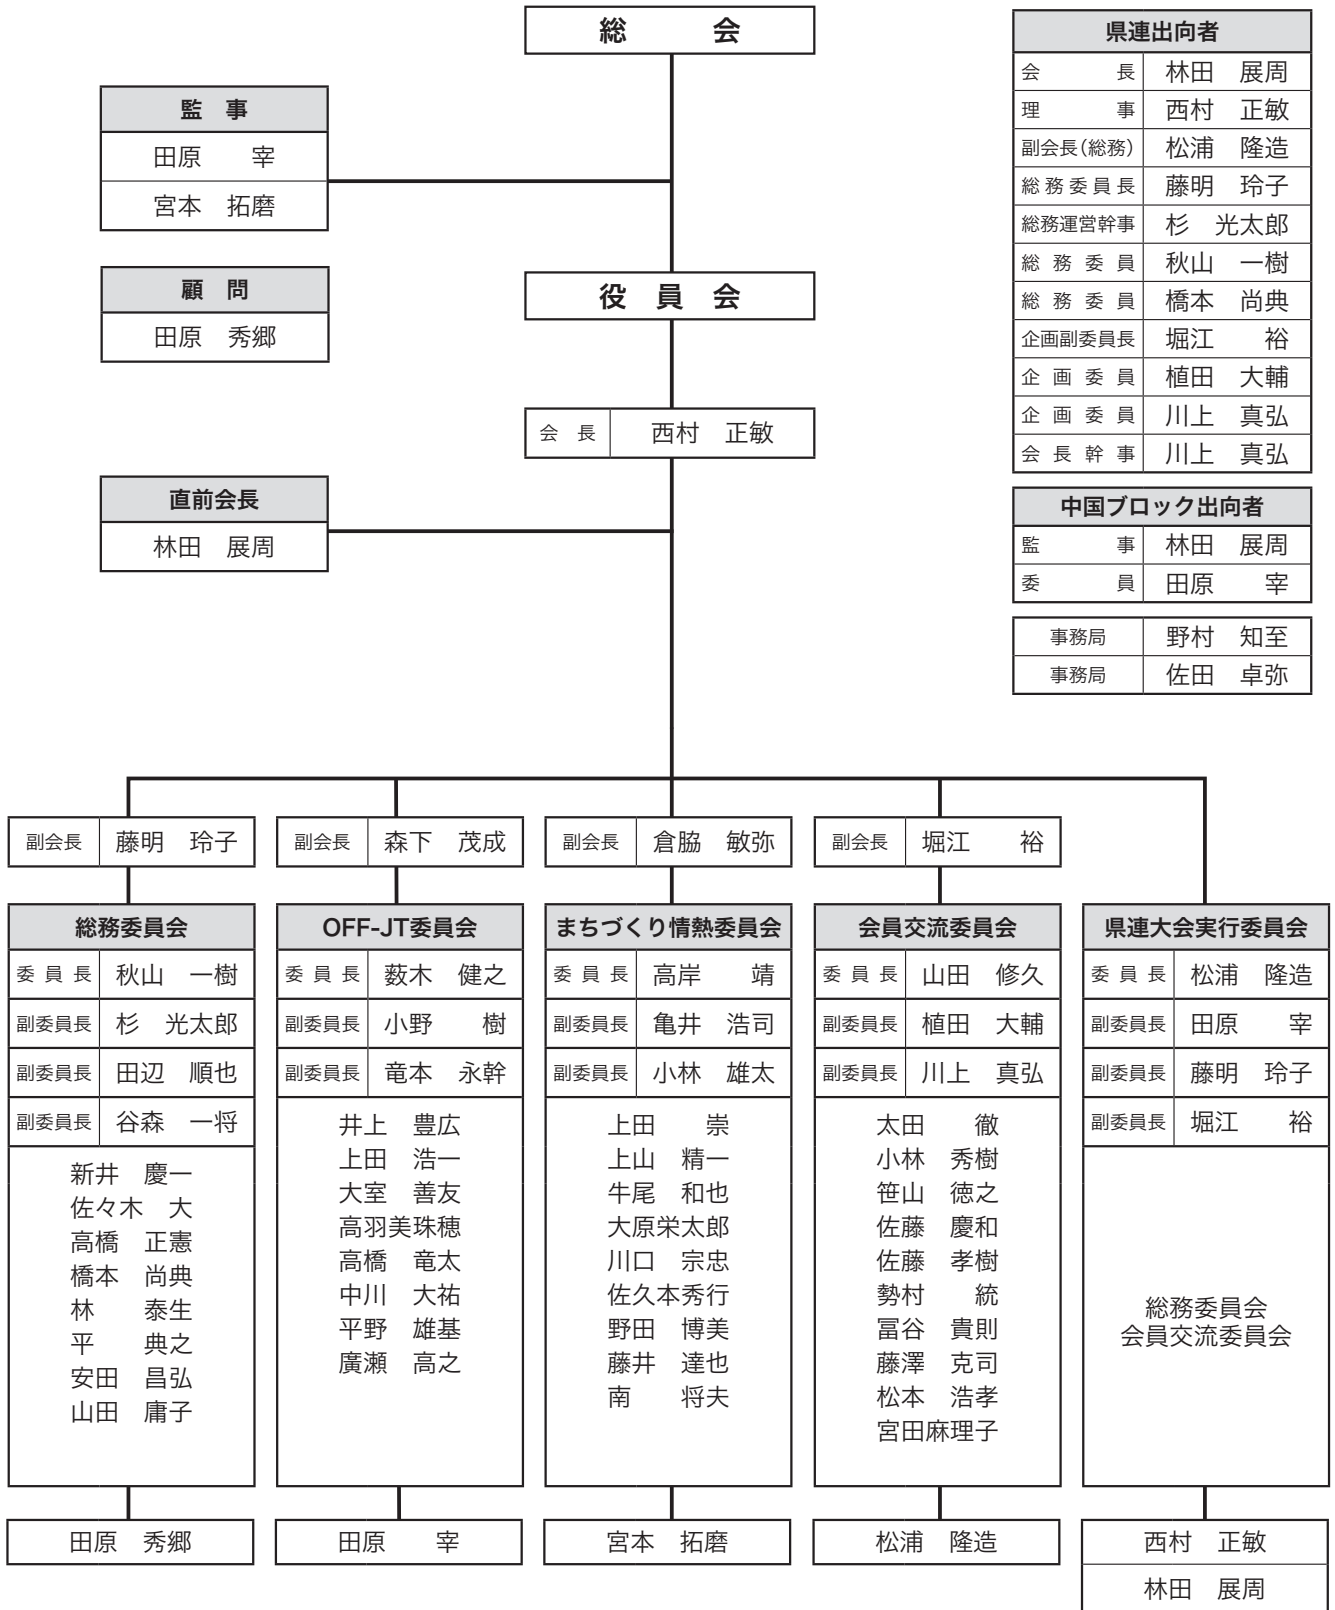 総　会
監　事
田原　宰
宮本　拓磨
顧　問
田原　秀郷
役　員　会
会　長　西村　正敏
直前会長
林田　展周
県連出向者
会　長　林田　展周
理　事　西村　正敏
副会長（総務）　松浦　隆造
総務委員長　藤明　玲子
総務運営幹事　杉　光太郎
総務委員　秋山　一樹
総務委員　橋本　尚典
企画副委員長　堀江　裕
企画委員　植田　大輔
企画委員　川上　真弘
会長幹事　川上　真弘
中国ブロック出向者
監　事　林田　展周
委　員　田原　宰
事務局　野村　知至
事務局　佐田　卓弥
副会長　藤明　玲子
総務委員会
委員長　秋山　一樹
副委員長　杉　光太郎
副委員長　田辺　順也
副委員長　谷森　一将
新井　慶一
佐々木　大
高橋　正憲
橋本　尚典
林　泰生
平　典之
安田　昌弘
山田　庸子
田原　秀郷
副会長　森下　茂成
OFF-JT委員会
委員長　薮木　健之
副委員長　小野　樹
副委員長　竜本　永幹
井上　豊広
上田　浩一
大室　善友
高羽美珠穂
高橋　竜太
中川　大祐
平野　雄基
廣瀬　高之
田原　宰
副会長　倉脇　敏弥
まちづくり情熱委員会
委員長　高岸　靖
副委員長　亀井　浩司
副委員長　小林　雄太
上田　崇
上山　精一
牛尾　和也
大原栄太郎
川口　宗忠
佐久本秀行
野田　博美
藤井　達也
南　将夫
宮本　拓磨
副会長　堀江　裕
会員交流委員会
委員長　山田　修久
副委員長　植田　大輔
副委員長　川上　真弘
太田　徹
小林　秀樹
笹山　徳之
佐藤　慶和
佐藤　孝樹
勢村　統
冨谷　貴則
藤澤　克司
松本　浩孝
宮田麻理子
松浦　隆造
県連大会実行委員会
委員長　松浦　隆造
副委員長　田原　宰
副委員長　藤明　玲子
副委員長　堀江　裕
総務委員会
会員交流委員会
西村　正敏
林田　展周